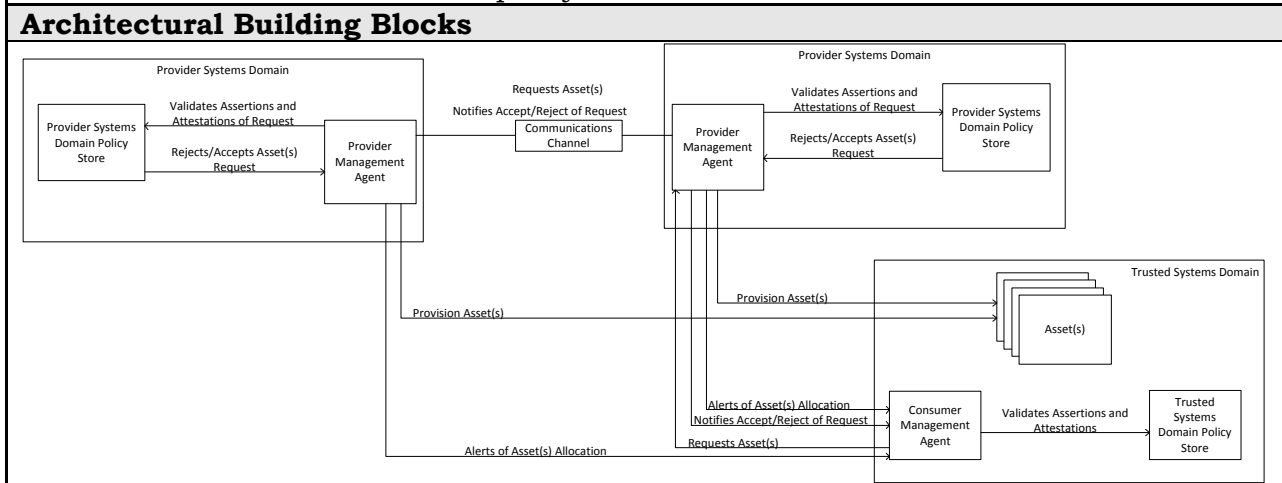 Architectural Building Blocks
Provider Systems Domain
Provider Systems
Domain Policy
Store
Validates Assertions and
Attestations of Request
Rejects/Accepts Asset(s)
Request
Provider
Management
Agent
Requests Asset(s)
Notifies Accept/Reject of Request
Communications
Channel
Provider Systems Domain
Provider
Management
Agent
Validates Assertions and
Attestations of Request
Rejects/Accepts Asset(s)
Request
Provider Systems
Domain Policy
Store
Trusted Systems Domain
Provision Asset(s)
Provision Asset(s)
Asset(s)
Alerts of Asset(s) Allocation
Notifies Accept/Reject of Request
Requests Asset(s)
Alerts of Asset(s) Allocation
Consumer
Management
Agent
Validates Assertions and
Attestations
Trusted
Systems
Domain Policy
Store